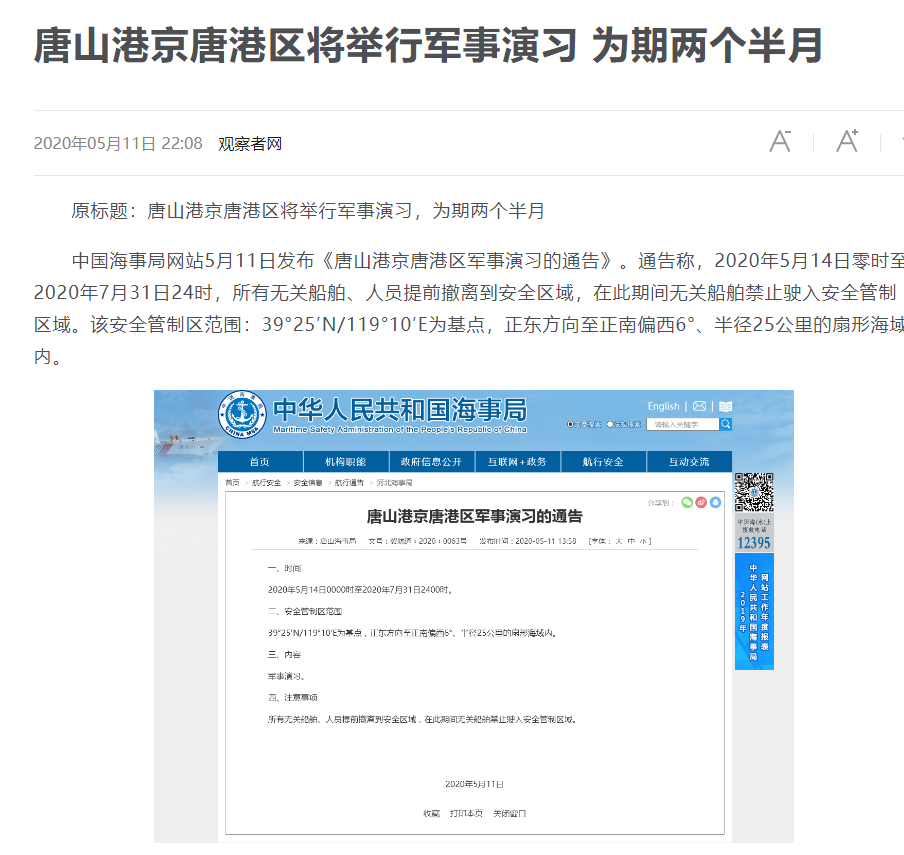 唐山港京唐港区将举行军事演习 为期两个半月
2020年05月11日 22:08 观察者网
A- A+
原标题：唐山港京唐港区将举行军事演习，为期两个半月
中国海事局网站5月11日发布《唐山港京唐港区军事演习的通告》。通告称，2020年5月14日零时至
2020年7月31日24时，所有无关船舶、人员提前撤离到安全区域，在此期间无关船舶禁止驶入安全管制
区域。该安全管制区范围：39°25′N/119°10′E为基点，正东方向至正南偏西6°、半径25公里的扇形海域
内。
中华人民共和国海事局
Maritime Safety Administration of the People's Republic of China
CHINA MSA
English
请输入关键字
首页 机构职能 政府信息公开 互联网+政务 航行安全 互动交流
首页 > 航行安全 > 安全信息 > 航行通告 > 河北海事局
分享到：
唐山港京唐港区军事演习的通告
来源：唐山海事局 发布时间：2020-05-11 13:58 [字体： 大 中 小 ]
一、时间
2020年5月14日0000时至2020年7月31日2400时。
二、安全管制区范围
39°25′N/119°10′E为基点，正东方向至正南偏西6°、半径25公里的扇形海域内。
三、内容
军事演习。
四、注意事项
所有无关船舶、人员提前撤离到安全区域，在此期间无关船舶禁止驶入安全管制区域。
2020年5月11日
收藏 打印本页 关闭窗口
中国海(水)上
搜救电话
12395
中华人民共和国海事局
2019年
网站工作年度报表